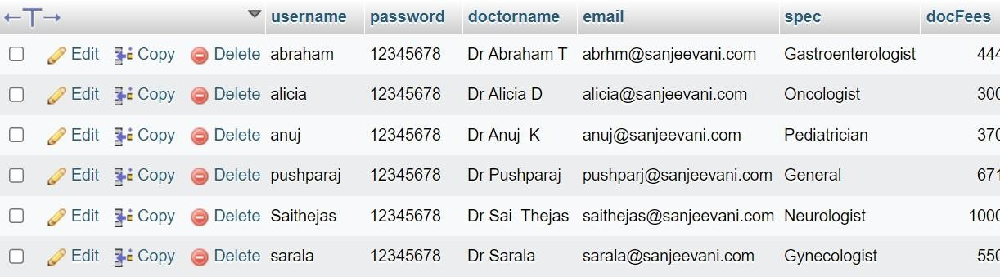 username password doctorname email spec docFees
Edit Copy Delete abraham 12345678 Dr Abraham T abrhm@sanjeevani.com Gastroenterologist 444
Edit Copy Delete alicia 12345678 Dr Alicia D alicia@sanjeevani.com Oncologist 300
Edit Copy Delete anuj 12345678 Dr Anuj K anuj@sanjeevani.com Pediatrician 370
Edit Copy Delete pushparaj 12345678 Dr Pushparaj pushparj@sanjeevani.com General 671
Edit Copy Delete Saithejas 12345678 Dr Sai Thejas saithejas@sanjeevani.com Neurologist 1000
Edit Copy Delete sarala 12345678 Dr Sarala sarala@sanjeevani.com Gynecologist 550